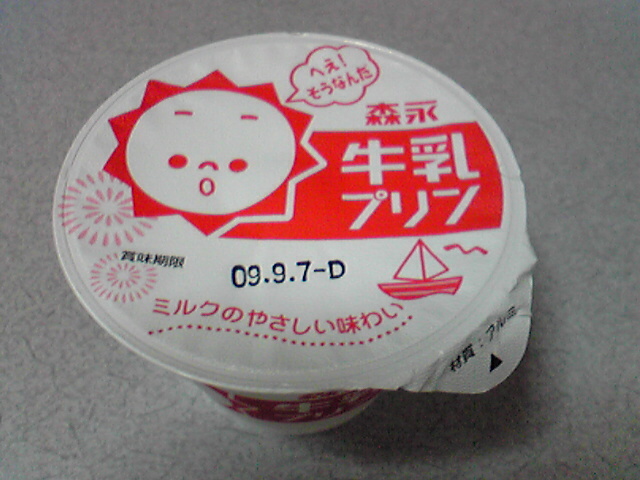 へぇ!
そうなんだ
森永
牛乳
プリン
賞味期限
09.9.7-D
ミルクのやさしい味わい
材質:アルミ